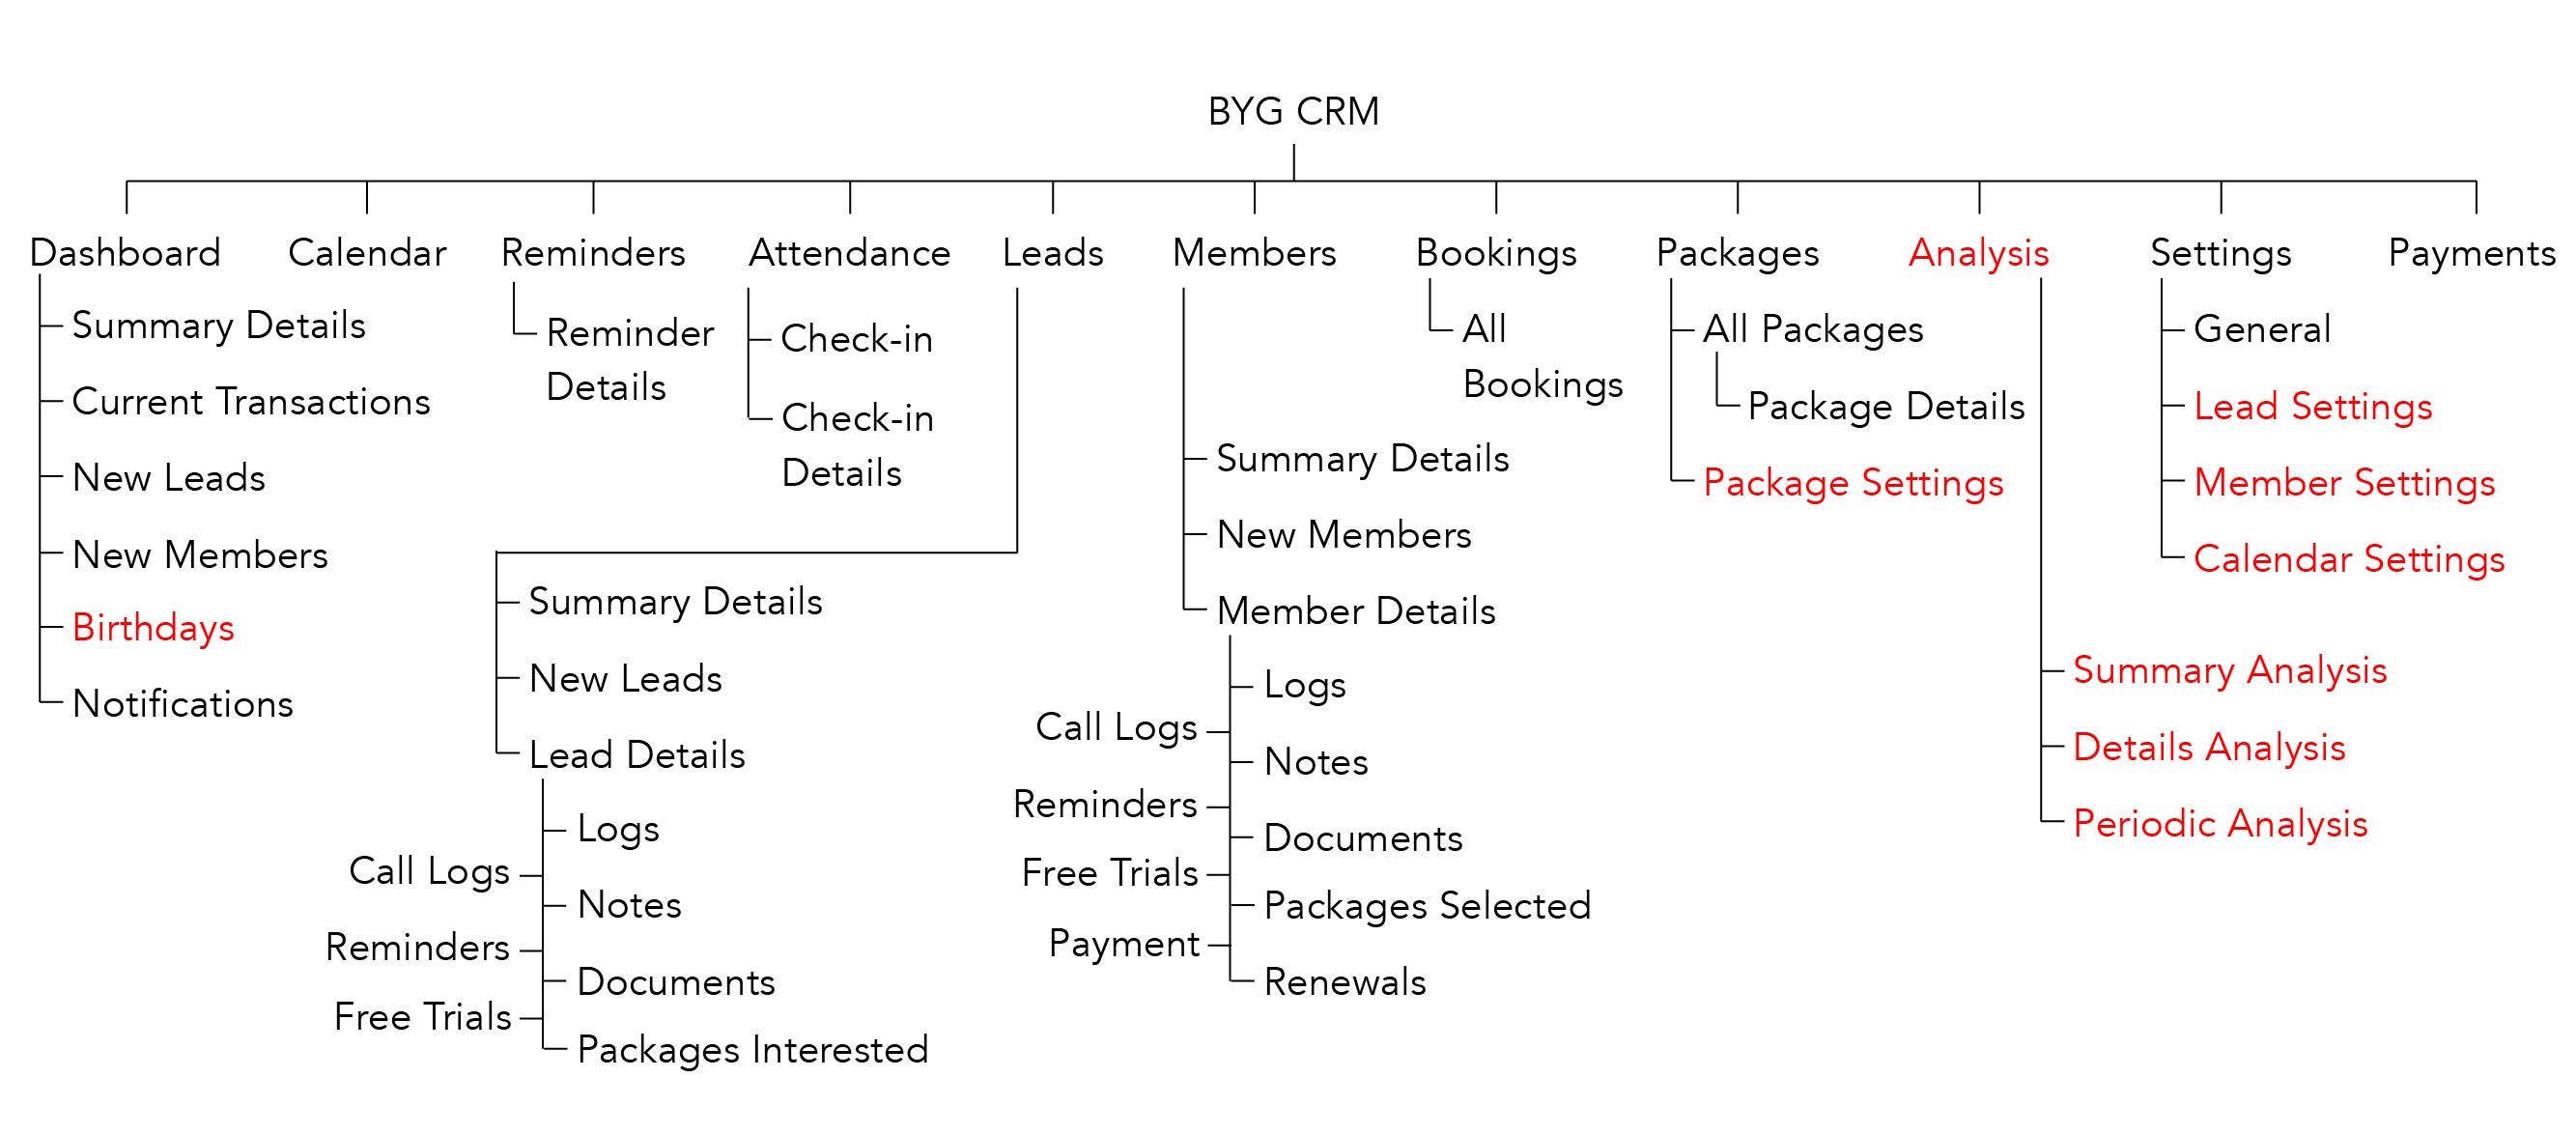 BYG CRM
Dashboard
Calendar
Reminders
Attendance
Leads
Members
Bookings
Packages
Analysis
Settings
Payments
Summary Details
Current Transactions
New Leads
New Members
Birthdays
Notifications
Reminder
Details
Check-in
Check-in
Details
Summary Details
New Leads
Lead Details
Logs
Call Logs
Notes
Reminders
Documents
Free Trials
Packages Interested
Summary Details
New Members
Member Details
Logs
Call Logs
Notes
Reminders
Documents
Free Trials
Packages Selected
Payment
Renewals
All
Bookings
All Packages
Package Details
Package Settings
Summary Analysis
Details Analysis
Periodic Analysis
General
Lead Settings
Member Settings
Calendar Settings